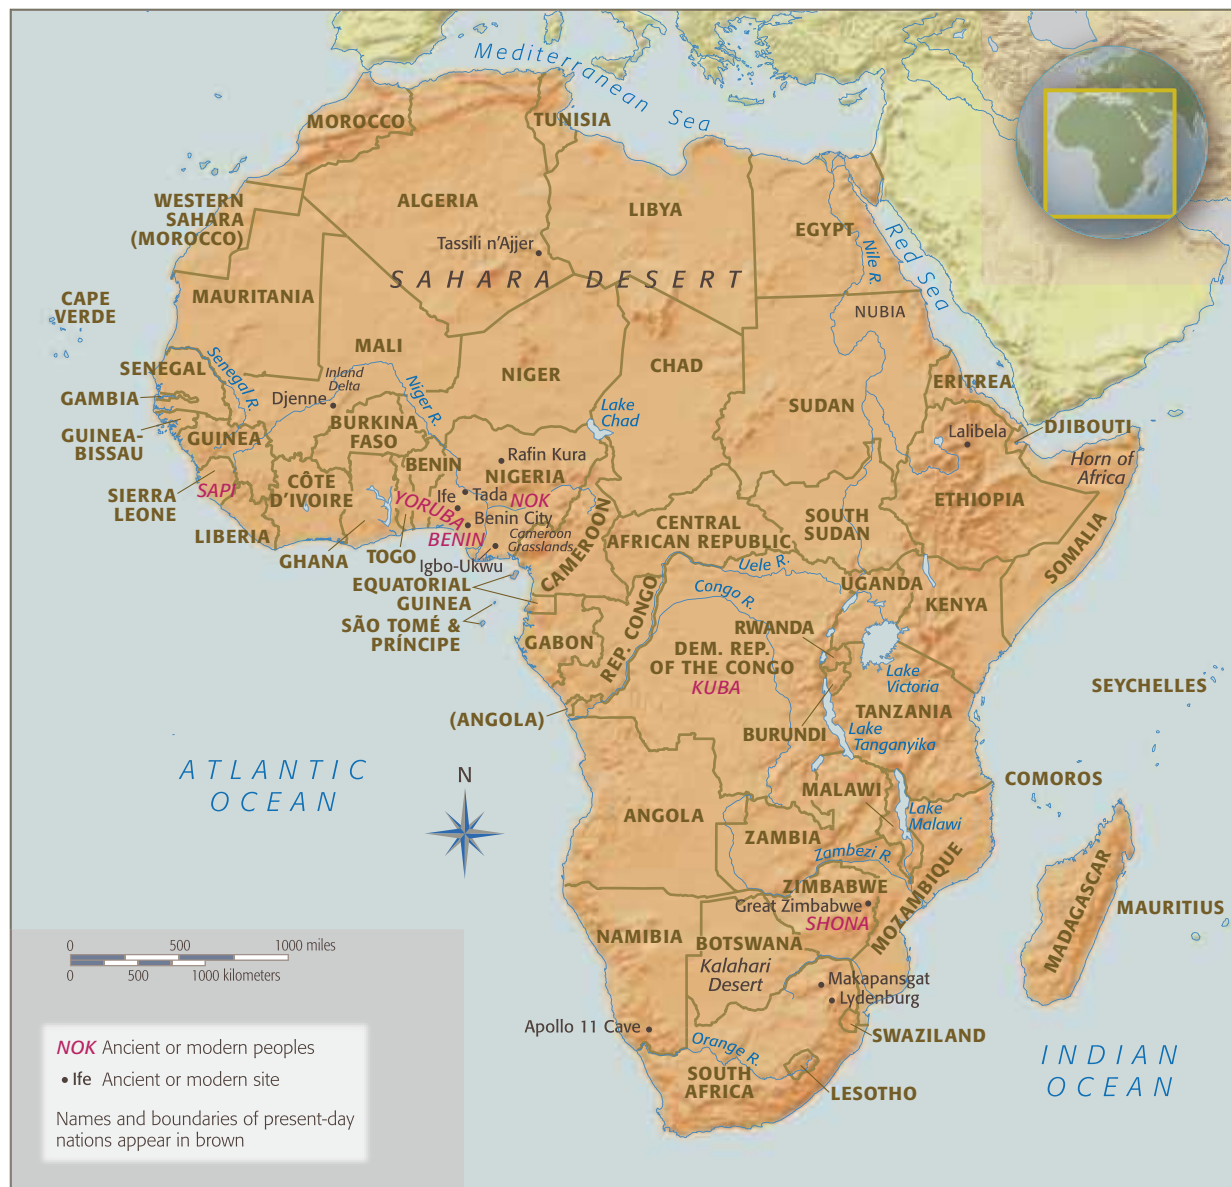 Mediterranean Sea
MOROCCO
TUNISIA
WESTERN
SAHARA
(MOROCCO)
ALGERIA
LIBYA
EGYPT
Nile R.
Red Sea
Tassili n'Ajjer
SAHARA DESERT
CAPE
VERDE
MAURITANIA
NUBIA
MALI
NIGER
CHAD
SENEGAL
Senegal R.
Inland
Delta
Niger R.
Djenne
GAMBIA
Lake
Chad
SUDAN
ERITREA
GUINEA-
BISSAU
GUINEA
BURKINA
FASO
DJIBOUTI
Lalibela
Horn of
Africa
BENIN
Rafin Kura
NIGERIA
SIERRA
LEONE
SAPI
CÔTE
D'IVOIRE
YORUBA
Ife
Tada
NOK
ETHIOPIA
SOUTH
SUDAN
CENTRAL
AFRICAN REPUBLIC
LIBERIA
GHANA
TOGO
BENIN
Benin City
Cameroon
Grasslands
CAMEROON
SOMALIA
Igbo-Ukwu
Uele R.
EQUATORIAL
GUINEA
UGANDA
KENYA
Congo R.
SÃO TOMÉ &
PRÍNCIPE
GABON
REP. CONGO
RWANDA
DEM. REP.
OF THE CONGO
KUBA
Lake
Victoria
SEYCHELLES
(ANGOLA)
BURUNDI
TANZANIA
Lake
Tanganyika
ATLANTIC
OCEAN
N
COMOROS
MALAWI
ANGOLA
Lake
Malawi
ZAMBIA
Zambezi R.
MOZAMBIQUE
MADAGASCAR
MAURITIUS
ZIMBABWE
Great Zimbabwe
SHONA
NAMIBIA
BOTSWANA
Kalahari
Desert
Makapansgat
Lydenburg
Apollo 11 Cave
SWAZILAND
Orange R.
SOUTH
AFRICA
LESOTHO
INDIAN
OCEAN
0 500 1000 miles
0 500 1000 kilometers
NOK Ancient or modern peoples
• Ife Ancient or modern site
Names and boundaries of present-day
nations appear in brown